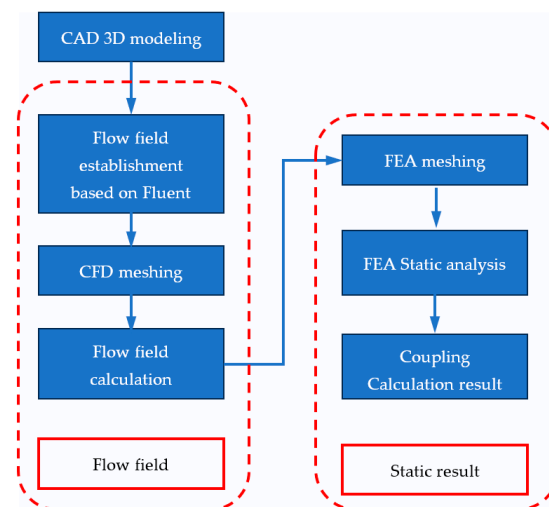 CAD 3D modeling
Flow field
establishment
based on Fluent
CFD meshing
Flow field
calculation
Flow field
FEA meshing
FEA Static analysis
Coupling
Calculation result
Static result